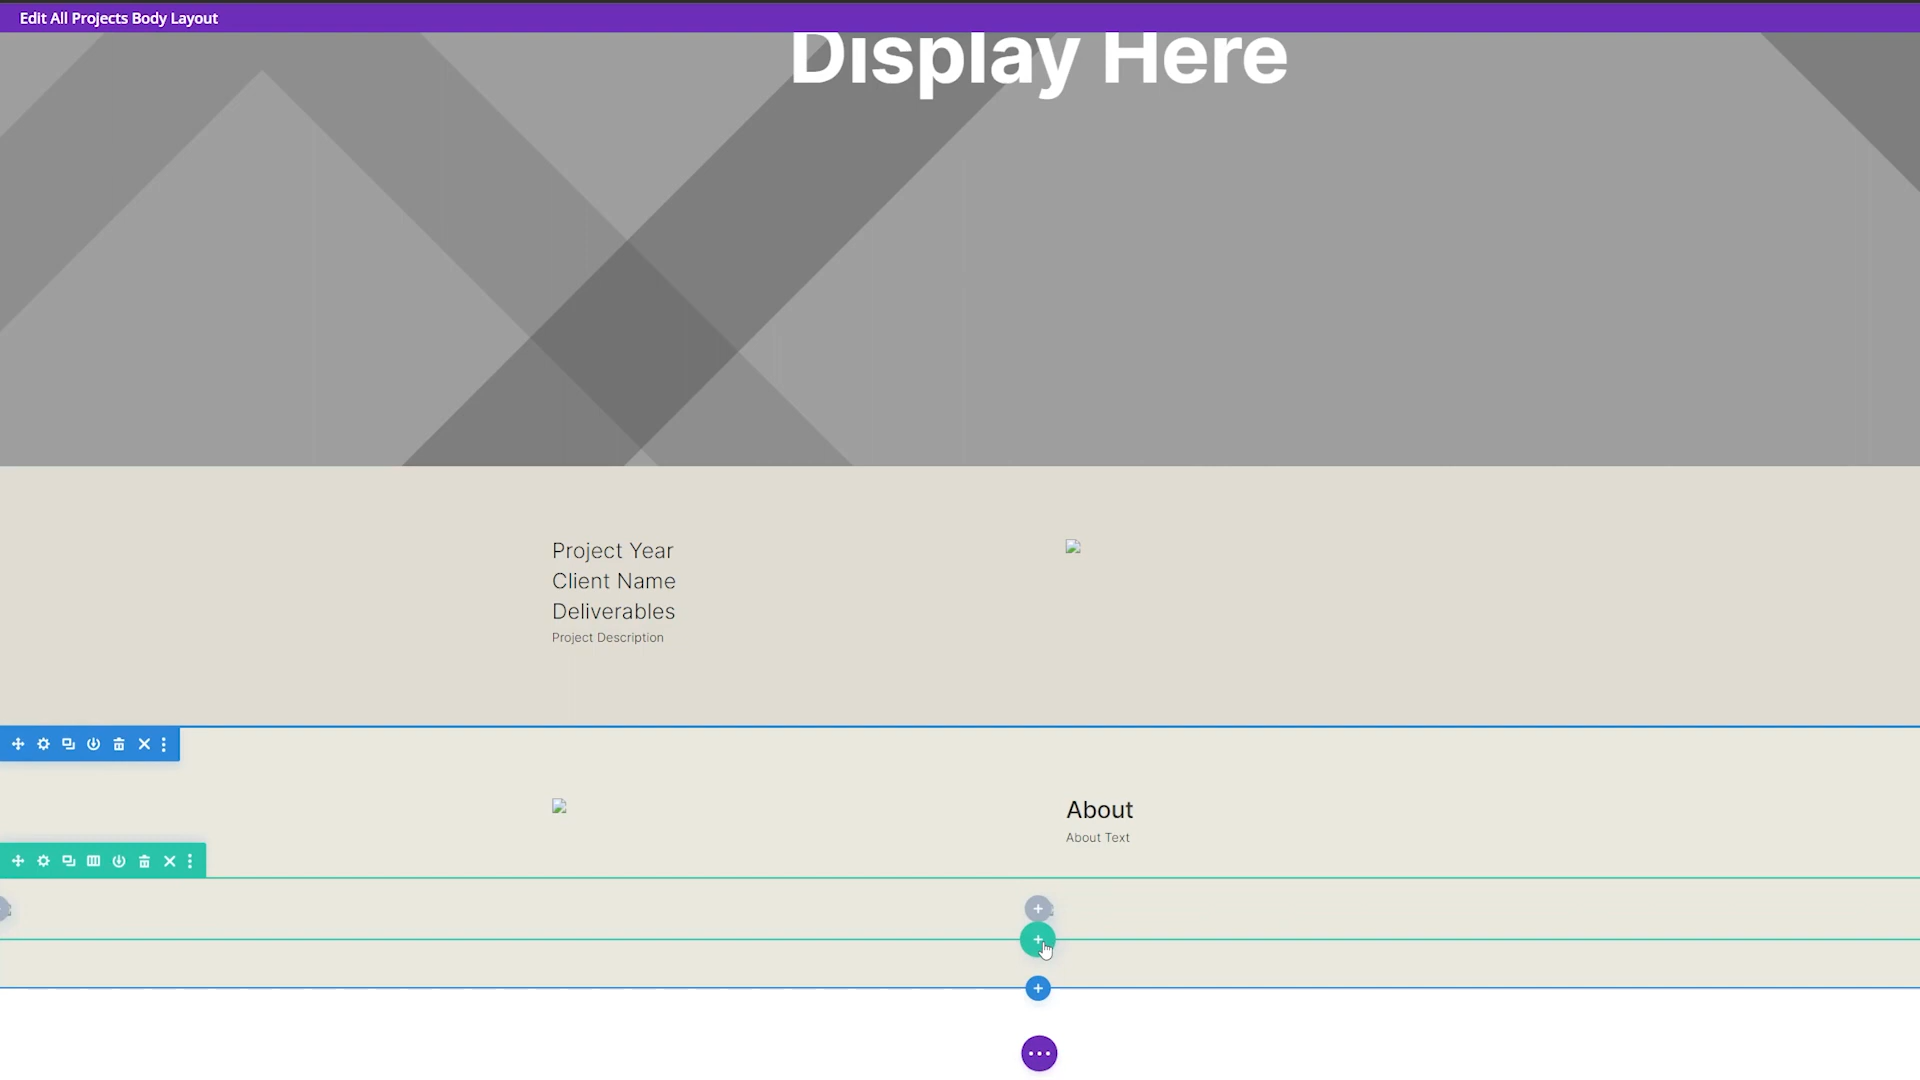 Edit All Projects Body Layout
Display Here
Project Year
Client Name
Deliverables
Project Description
About
About Text